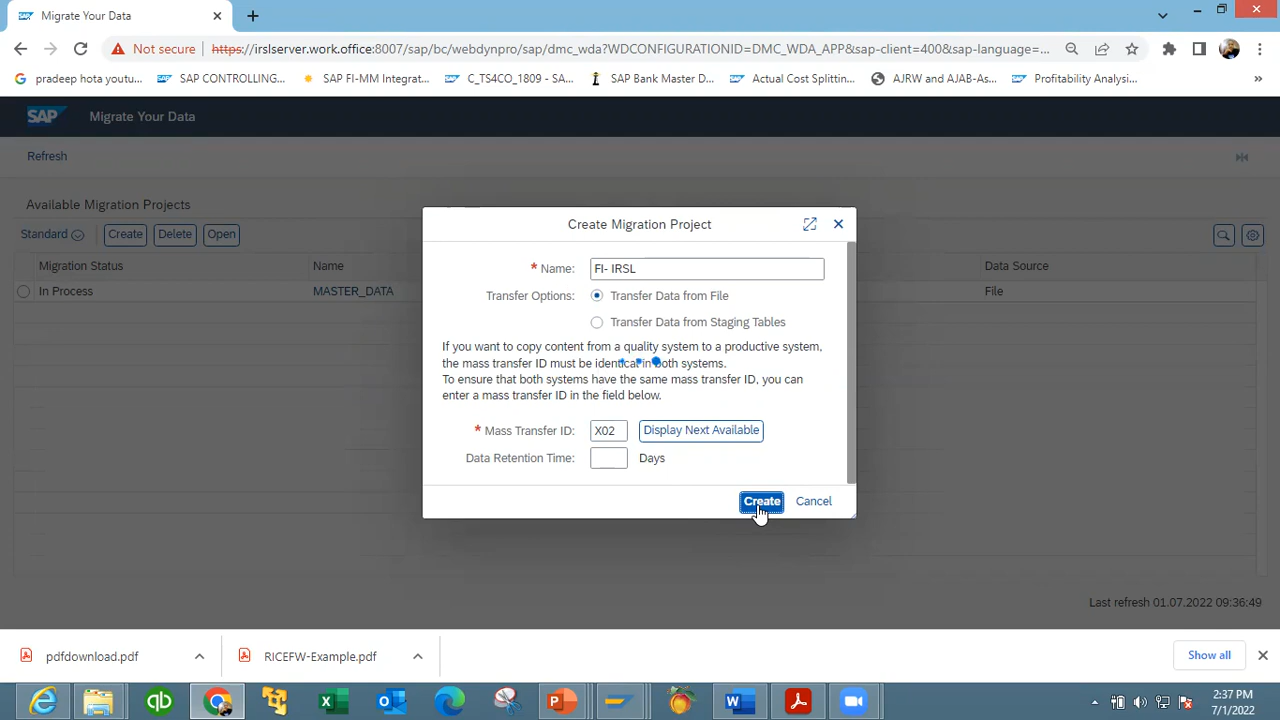 Migrate Your Data
Not secure
https://irslserver.work.office:8007/sap/bc/webdynpro/sap/dmc_wda?WDCONFIGURATIONID=DMC_WDA_APP&sap-client=400&sap-language=...
pradeep hota youtu...
SAP CONTROLLING...
SAP FI-MM Integrat...
C_TS4CO_1809 - SA...
SAP Bank Master D...
Actual Cost Splittin...
AJRW and AJAB-As...
Profitability Analysi...
»
SAP
Migrate Your Data
Refresh
Available Migration Projects
Standard
Create
Delete
Open
Migration Status
Name
Data Source
In Process
MASTER_DATA
File
Create Migration Project
* Name:
FI- IRSL
Transfer Options:
Transfer Data from File
Transfer Data from Staging Tables
If you want to copy content from a quality system to a productive system,
the mass transfer ID must be identical in both systems.
To ensure that both systems have the same mass transfer ID, you can
enter a mass transfer ID in the field below.
* Mass Transfer ID:
X02
Display Next Available
Data Retention Time:
Days
Create
Cancel
Last refresh 01.07.2022 09:36:49
pdfdownload.pdf
RICEFW-Example.pdf
Show all
2:37 PM
7/1/2022